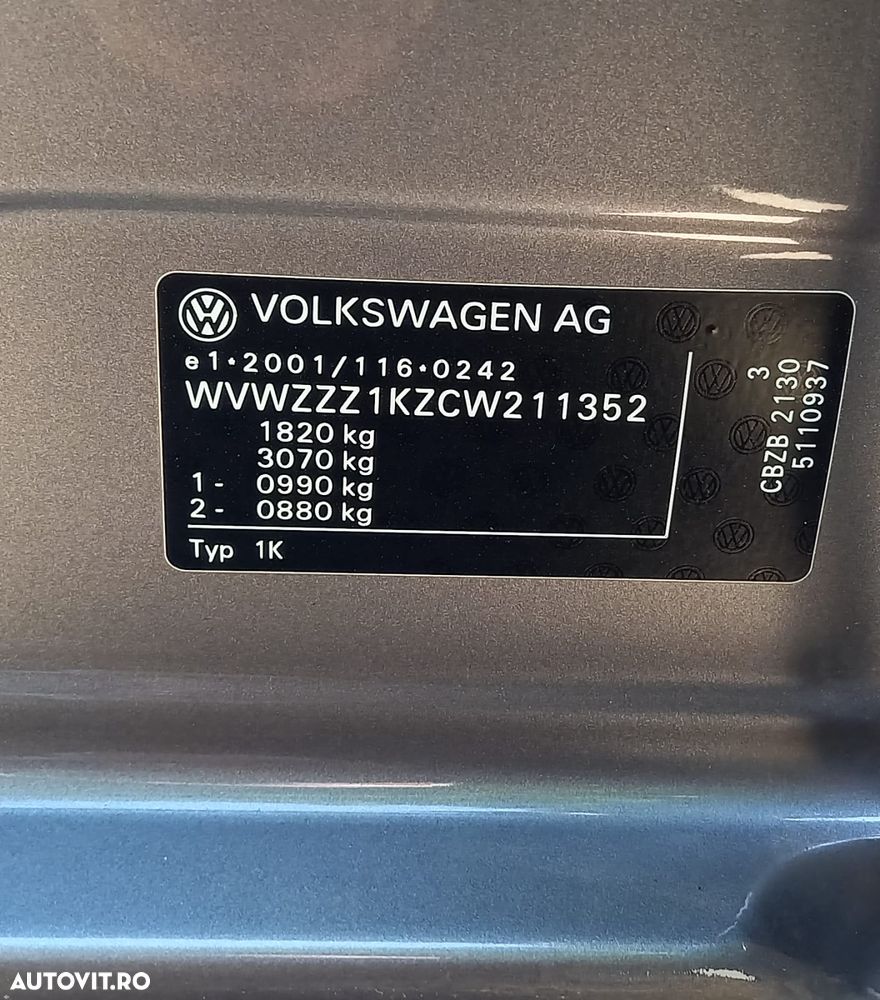 VOLKSWAGEN AG
e1*2001/116*0242
WVWZZZ1KZCW211352
1820 kg
3070 kg
1 - 0990 kg
2 - 0880 kg
Typ 1K
3
CBZB 2130
5110937
AUTOVIT.RO